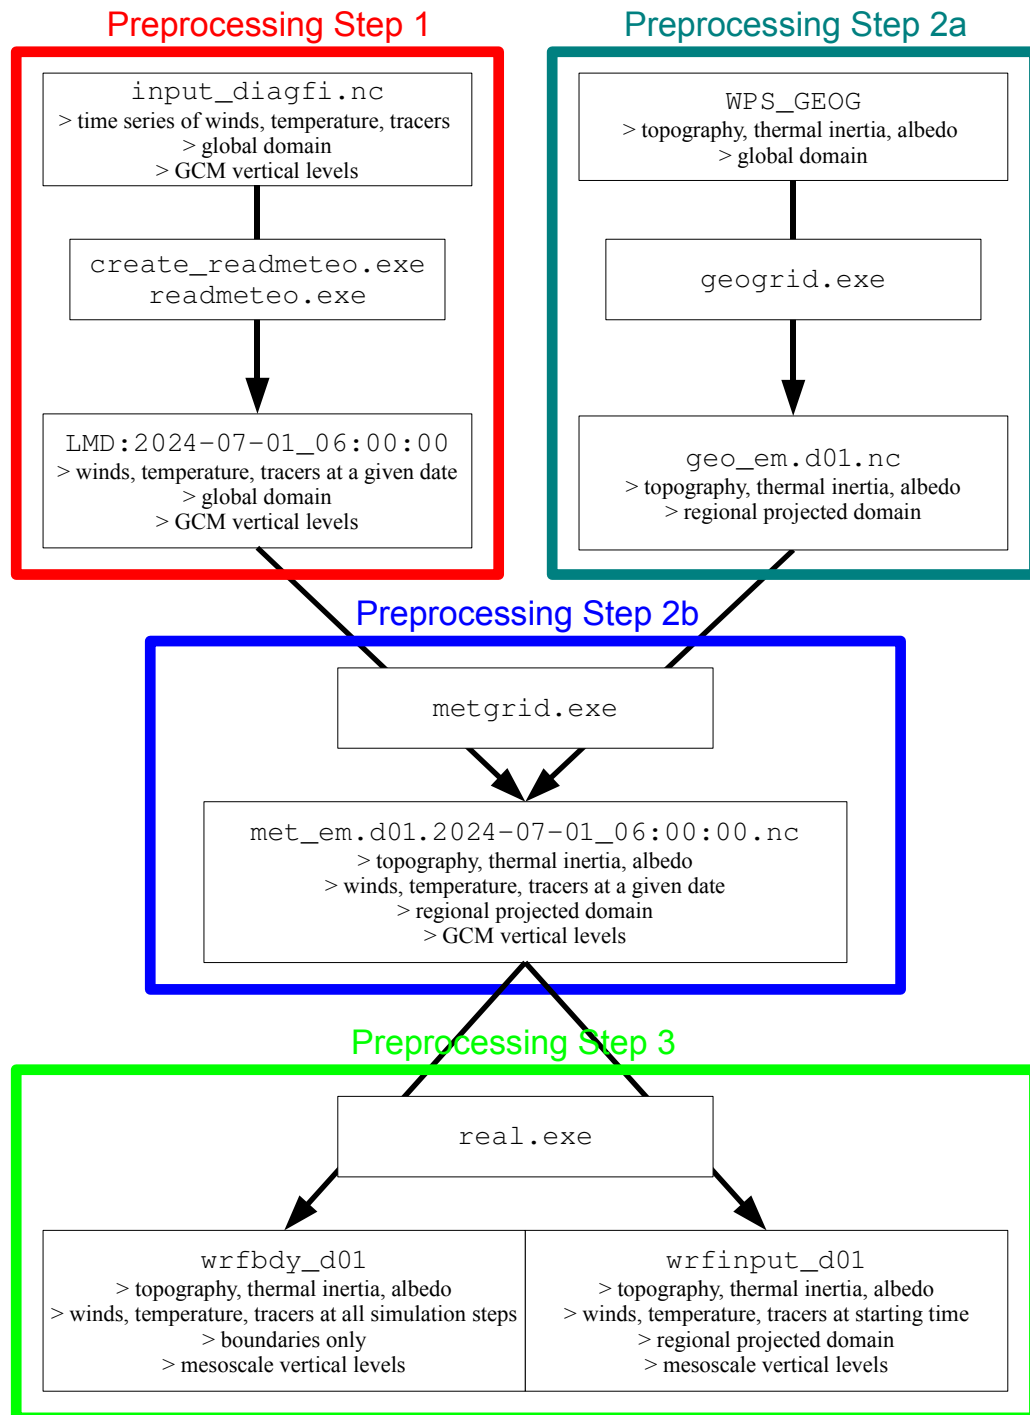 Preprocessing Step 1
input_diagfi.nc
> time series of winds, temperature, tracers
> global domain
> GCM vertical levels
create_readmeteo.exe
readmeteo.exe
LMD:2024-07-01_06:00:00
> winds, temperature, tracers at a given date
> global domain
> GCM vertical levels
Preprocessing Step 2a
WPS_GEOG
> topography, thermal inertia, albedo
> global domain
geogrid.exe
geo_em.d01.nc
> topography, thermal inertia, albedo
> regional projected domain
Preprocessing Step 2b
metgrid.exe
met_em.d01.2024-07-01_06:00:00.nc
> topography, thermal inertia, albedo
> winds, temperature, tracers at a given date
> regional projected domain
> GCM vertical levels
Preprocessing Step 3
real.exe
wrfbdy_d01
> topography, thermal inertia, albedo
> winds, temperature, tracers at all simulation steps
> boundaries only
> mesoscale vertical levels
wrfinput_d01
> topography, thermal inertia, albedo
> winds, temperature, tracers at starting time
> regional projected domain
> mesoscale vertical levels